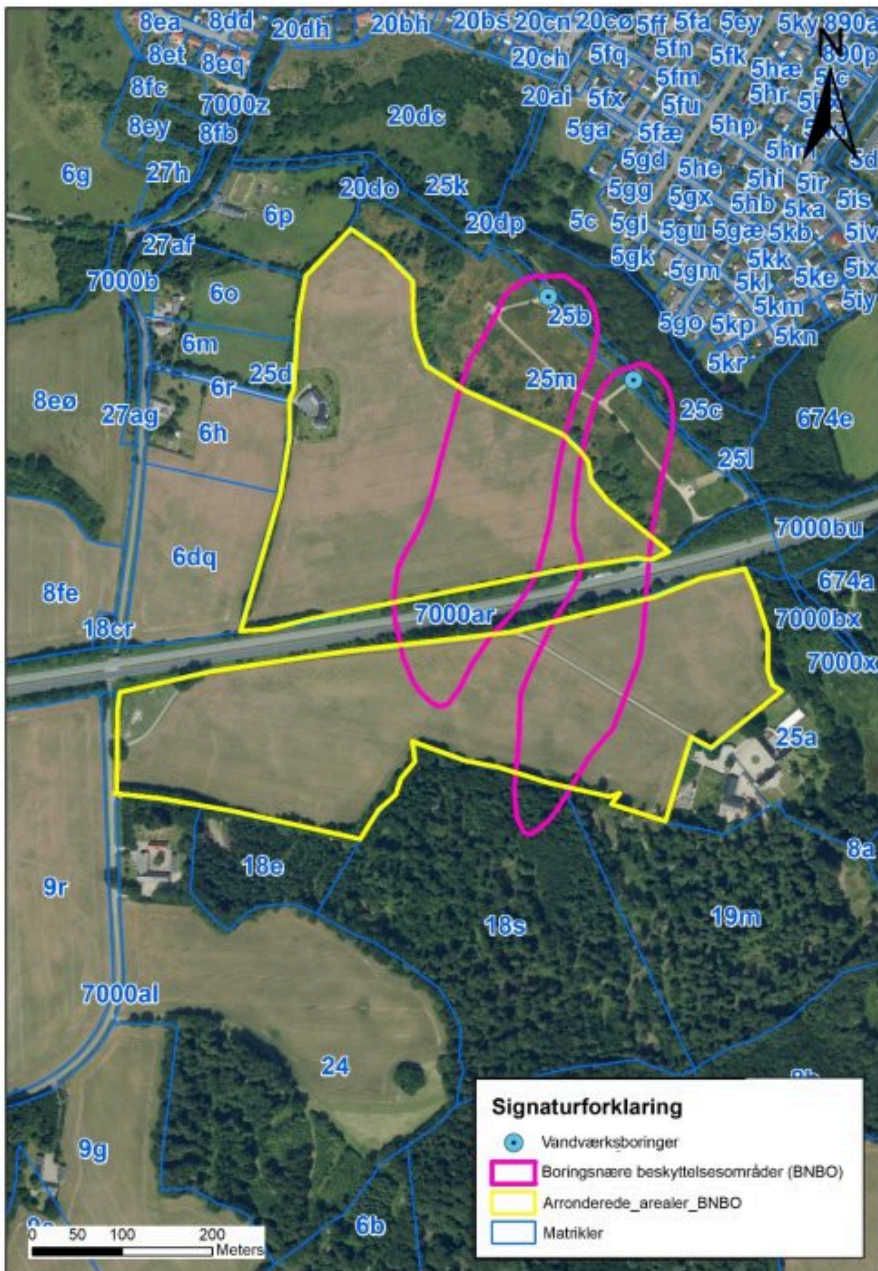 8ea 8dd 20dh 20bh 20bs 20cn 20cø 5ff 5fa 5ey 5ky 890a
8et 8eq 20ch 5fq 5fn 5fk N 890p
8fc 7000z 20ai 5fx 5fm 5hæ
8ey 8fb 20dc 5ga 5fu 5hr
27h 5fæ 5hp
6g 5gd 5he 5hi 5ir
6p 20do 25k 5gg 5gx 5hb 5ka 5is
20dp 5c 5gi 5gu 5gæ 5kb 5iv
27af 5gk 5gm 5kk 5ke 5ix
7000b 5kl 5iy
6o 25b 5go 5kp 5km 5kn
6m 5kr
25d 25m 25c
8eø 27ag 6r 674e
6h 25l
6dq 7000bu
8fe 7000ar 674a
18cr 7000bx
7000x
25a
9r 18e 8a
18s 19m
7000al
24
9g
6b
Signaturforklaring
Vandværksboringer
Boringsnære beskyttelsesområder (BNBO)
Arronderede_arealer_BNBO
Matrikler
0 50 100 200
Meters